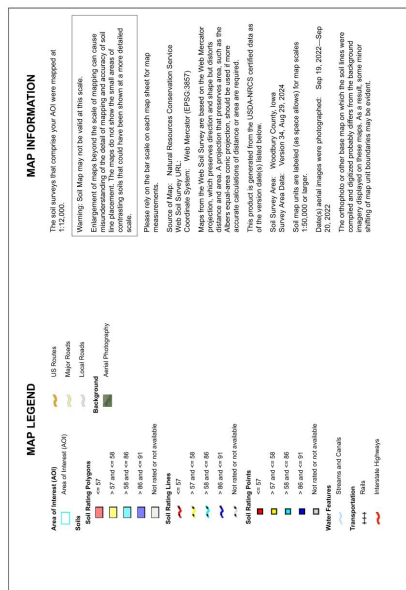 MAP LEGEND
Area of Interest (AOI)
Area of Interest (AOI)
Soils
Soil Rating Polygons
<= 57
> 57 and <= 58
> 58 and <= 86
> 86 and <= 91
Not rated or not available
Soil Rating Lines
<= 57
> 57 and <= 58
> 58 and <= 86
> 86 and <= 91
Not rated or not available
Soil Rating Points
<= 57
> 57 and <= 58
> 58 and <= 86
> 86 and <= 91
Not rated or not available
Water Features
Streams and Canals
Transportation
Rails
Interstate Highways
US Routes
Major Roads
Local Roads
Background
Aerial Photography
MAP INFORMATION
The soil surveys that comprise your AOI were mapped at
1:12,000.
Warning: Soil Map may not be valid at this scale.
Enlargement of maps beyond the scale of mapping can cause
misunderstanding of the detail of mapping and accuracy of soil
line placement. The maps do not show the small areas of
contrasting soils that could have been shown at a more detailed
scale.
Please rely on the bar scale on each map sheet for map
measurements.
Source of Map: Natural Resources Conservation Service
Web Soil Survey URL:
Coordinate System: Web Mercator (EPSG:3857)
Maps from the Web Soil Survey are based on the Web Mercator
projection, which preserves direction and shape but distorts
distance and area. A projection that preserves area, such as the
Albers equal-area conic projection, should be used if more
accurate calculations of distance or area are required.
This product is generated from the USDA-NRCS certified data as
of the version date(s) listed below.
Soil Survey Area: Woodbury County, Iowa
Survey Area Data: Version 34, Aug 29, 2024
Soil map units are labeled (as space allows) for map scales
1:50,000 or larger.
Date(s) aerial images were photographed: Sep 19, 2022—Sep
20, 2022
The orthophoto or other base map on which the soil lines were
compiled and digitized probably differs from the background
imagery displayed on these maps. As a result, some minor
shifting of map unit boundaries may be evident.